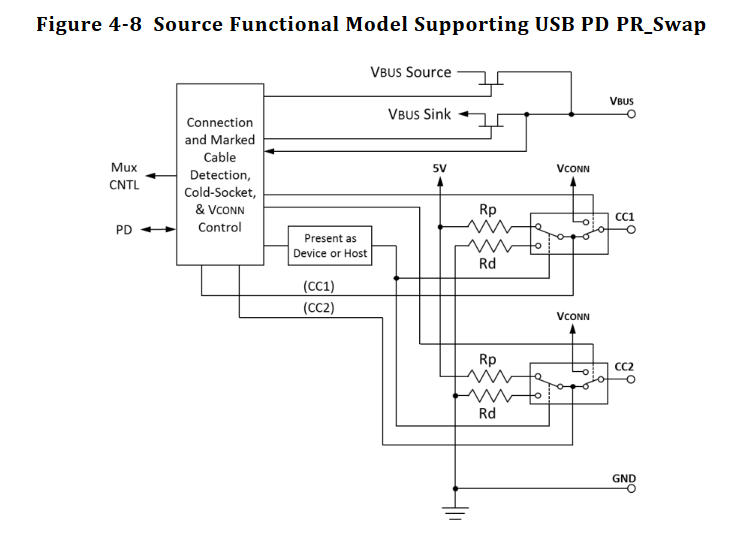 Figure 4-8 Source Functional Model Supporting USB PD PR_Swap
VBUS Source
VBUS
VBUS Sink
Connection
and Marked
Cable
Detection,
Cold-Socket,
& VCONN
Control
Mux
CNTL
PD
5V
VCONN
Rp
CC1
Rd
Present as
Device or Host
(CC1)
(CC2)
VCONN
Rp
CC2
Rd
GND